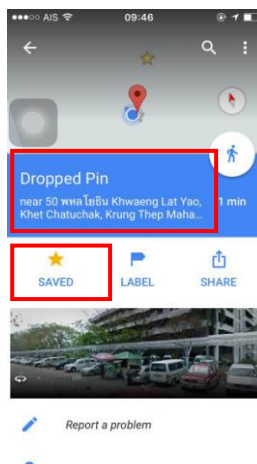 AIS 09:46
Dropped Pin
near 50 พหลโยธิน Khwaeng Lat Yao, 1 min
Khet Chatuchak, Krung Thep Maha...
SAVED LABEL SHARE
Report a problem